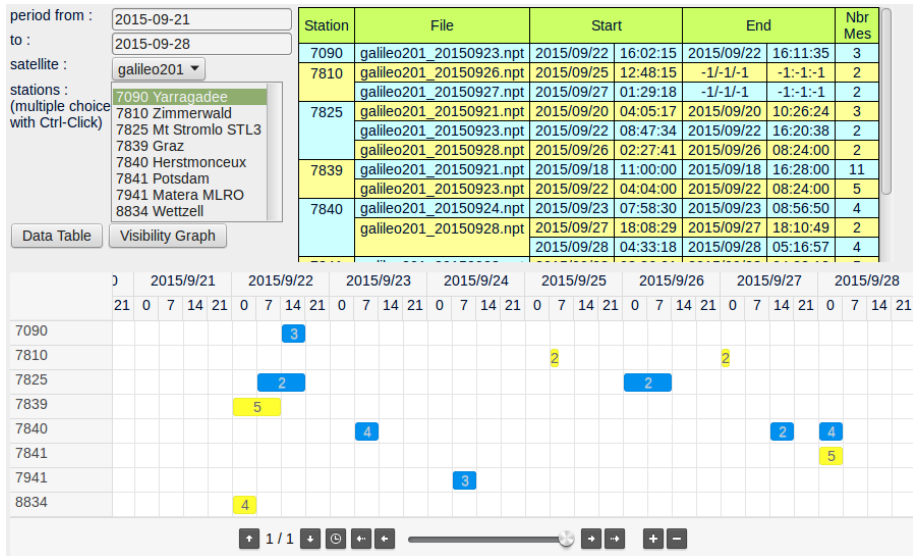 period from : 2015-09-21
to : 2015-09-28
satellite : galileo201
stations :
(multiple choice
with Ctrl-Click)
7090 Yarragadee
7810 Zimmerwald
7825 Mt Stromlo STL3
7839 Graz
7840 Herstmonceux
7841 Potsdam
7941 Matera MLRO
8834 Wettzell
Data Table Visibility Graph
Station File Start End Nbr Mes
7090 galileo201_20150923.npt 2015/09/22 16:02:15 2015/09/22 16:11:35 3
7810 galileo201_20150926.npt 2015/09/25 12:48:15 -1/-1/-1 -1:-1:-1 2
galileo201_20150927.npt 2015/09/27 01:29:18 -1/-1/-1 -1:-1:-1 2
7825 galileo201_20150921.npt 2015/09/20 04:05:17 2015/09/20 10:26:24 3
galileo201_20150923.npt 2015/09/22 08:47:34 2015/09/22 16:20:38 2
galileo201_20150928.npt 2015/09/26 02:27:41 2015/09/26 08:24:00 2
7839 galileo201_20150921.npt 2015/09/18 11:00:00 2015/09/18 16:28:00 11
galileo201_20150923.npt 2015/09/22 04:04:00 2015/09/22 08:24:00 5
7840 galileo201_20150924.npt 2015/09/23 07:58:30 2015/09/23 08:56:50 4
galileo201_20150928.npt 2015/09/27 18:08:29 2015/09/27 18:10:49 2
2015/09/28 04:33:18 2015/09/28 05:16:57 4
2015/9/21 2015/9/22 2015/9/23 2015/9/24 2015/9/25 2015/9/26 2015/9/27 2015/9/28
21 0 7 14 21 0 7 14 21 0 7 14 21 0 7 14 21 0 7 14 21 0 7 14 21 0 7 14 21 0 7 14 21
7090 3
7810 2 2
7825 2 2
7839 5
7840 4 2 4
7841 5
7941 3
8834 4
1 / 1